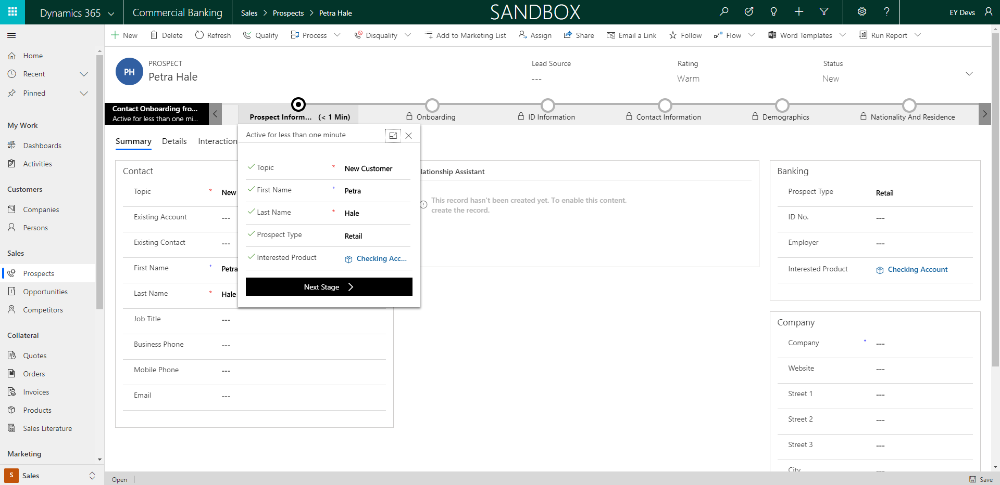 Dynamics 365
Commercial Banking
Sales > Prospects > Petra Hale
SANDBOX
EY Devs
New
Delete
Refresh
Qualify
Process
Disqualify
Add to Marketing List
Assign
Share
Email a Link
Follow
Flow
Word Templates
Run Report
Home
Recent
Pinned
My Work
Dashboards
Activities
Customers
Companies
Persons
Sales
Prospects
Opportunities
Competitors
Collateral
Quotes
Orders
Invoices
Products
Sales Literature
Marketing
S Sales
PH
PROSPECT
Petra Hale
Lead Source
---
Rating
Warm
Status
New
Contact Onboarding fro...
Active for less than one mi...
Prospect Inform... (< 1 Min)
Onboarding
ID Information
Contact Information
Demographics
Nationality And Residence
Summary
Details
Interaction
Active for less than one minute
Topic * New Customer
First Name + Petra
Last Name * Hale
Prospect Type Retail
Interested Product Checking Acc...
Next Stage
Contact
Topic * New
Existing Account ---
Existing Contact ---
First Name + Petra
Last Name * Hale
Job Title ---
Business Phone ---
Mobile Phone ---
Email ---
lationship Assistant
This record hasn't been created yet. To enable this content,
create the record.
Banking
Prospect Type Retail
ID No. ---
Employer ---
Interested Product Checking Account
Company
Company + ---
Website ---
Street 1 ---
Street 2 ---
Street 3 ---
City ---
Open
Save